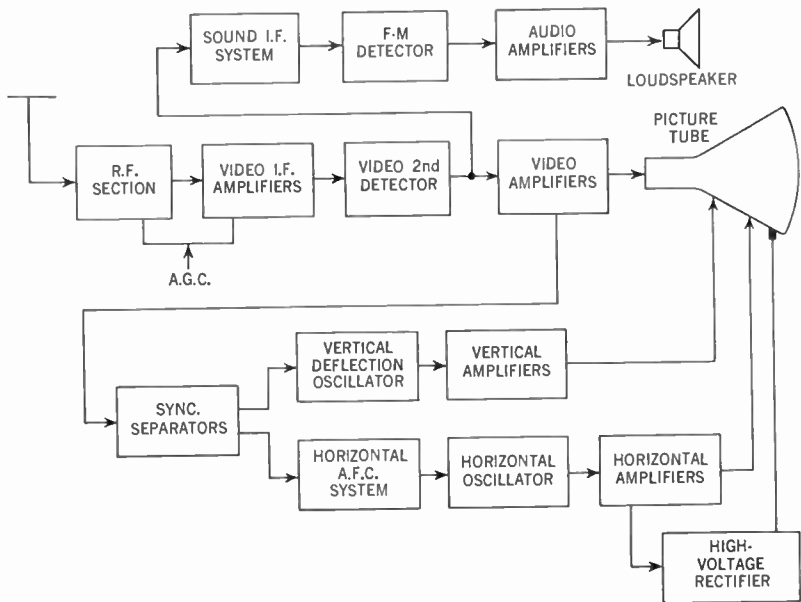 SOUND I.F.
SYSTEM
F-M
DETECTOR
AUDIO
AMPLIFIERS
LOUDSPEAKER
PICTURE
TUBE
R.F.
SECTION
VIDEO I.F.
AMPLIFIERS
VIDEO 2nd
DETECTOR
VIDEO
AMPLIFIERS
A.G.C.
VERTICAL
DEFLECTION
OSCILLATOR
VERTICAL
AMPLIFIERS
SYNC.
SEPARATORS
HORIZONTAL
A.F.C.
SYSTEM
HORIZONTAL
OSCILLATOR
HORIZONTAL
AMPLIFIERS
HIGH-
VOLTAGE
RECTIFIER